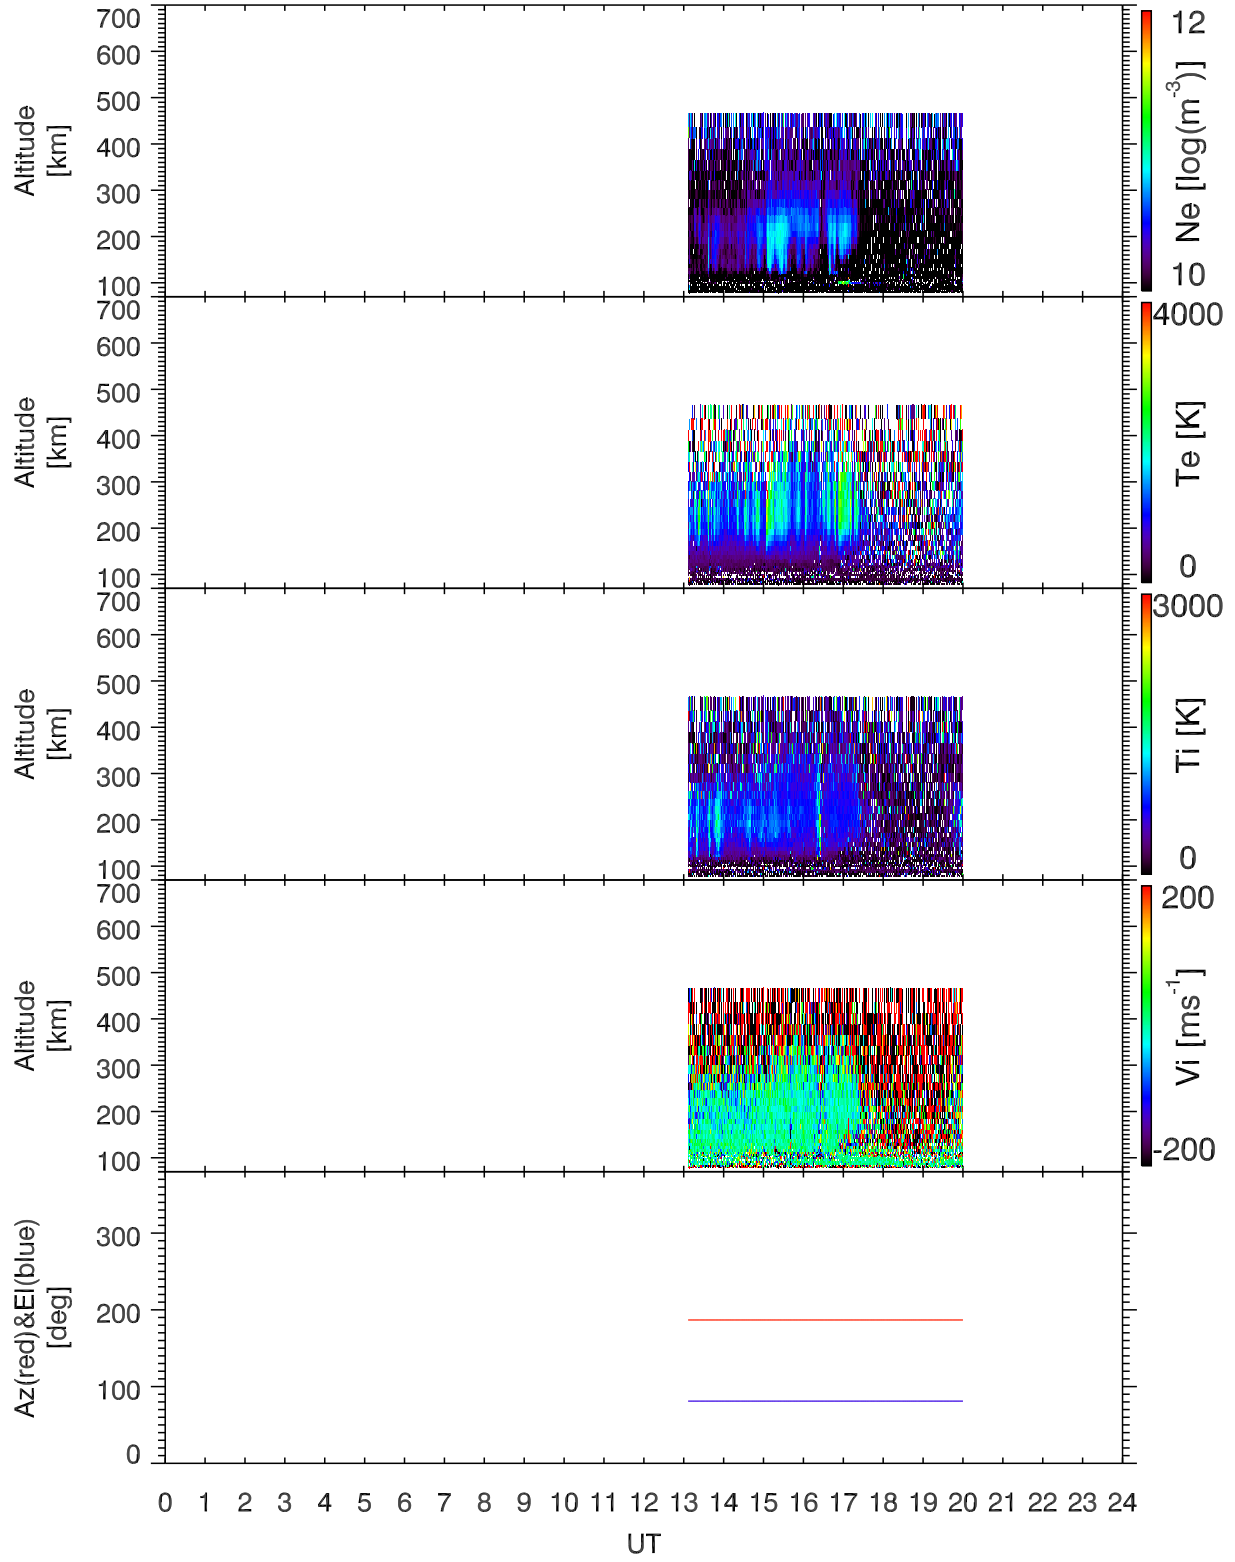 700
600
500
400
300
200
100
Altitude
[km]
12
Ne [log(m⁻³)]
10
700
600
500
400
300
200
100
Altitude
[km]
4000
Te [K]
0
700
600
500
400
300
200
100
Altitude
[km]
3000
Ti [K]
0
700
600
500
400
300
200
100
Altitude
[km]
200
Vi [ms⁻¹]
-200
300
200
100
0
Az(red)&El(blue)
[deg]
0 1 2 3 4 5 6 7 8 9 10 11 12 13 14 15 16 17 18 19 20 21 22 23 24
UT